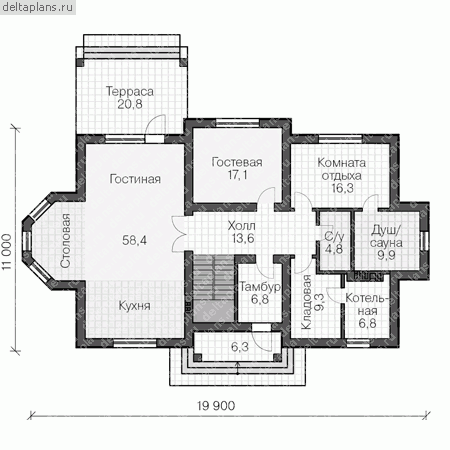 deltaplans.ru
Терраса
20,8
Гостиная
Гостевая
17,1
Комната
отдыха
16,3
Столовая
58,4
Холл
13,6
С/у
4,8
Душ/
сауна
9,9
Кухня
Тамбур
6,8
Кладовая
9,3
Котель-
ная
6,8
6,3
11 000
19 900